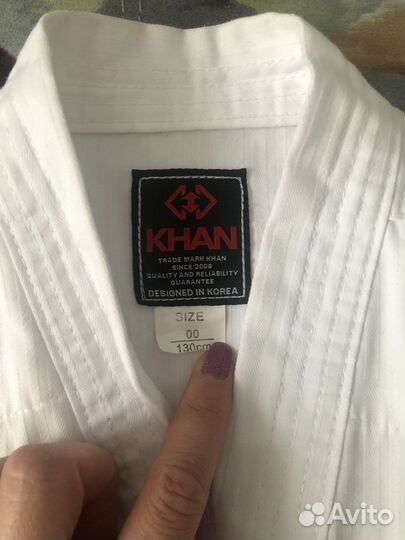 KHAN
TRADE MARK KHAN
SINCE 2008
QUALITY AND RELIABILITY
GUARANTEE
DESIGNED IN KOREA
SIZE
00
130cm
Avito